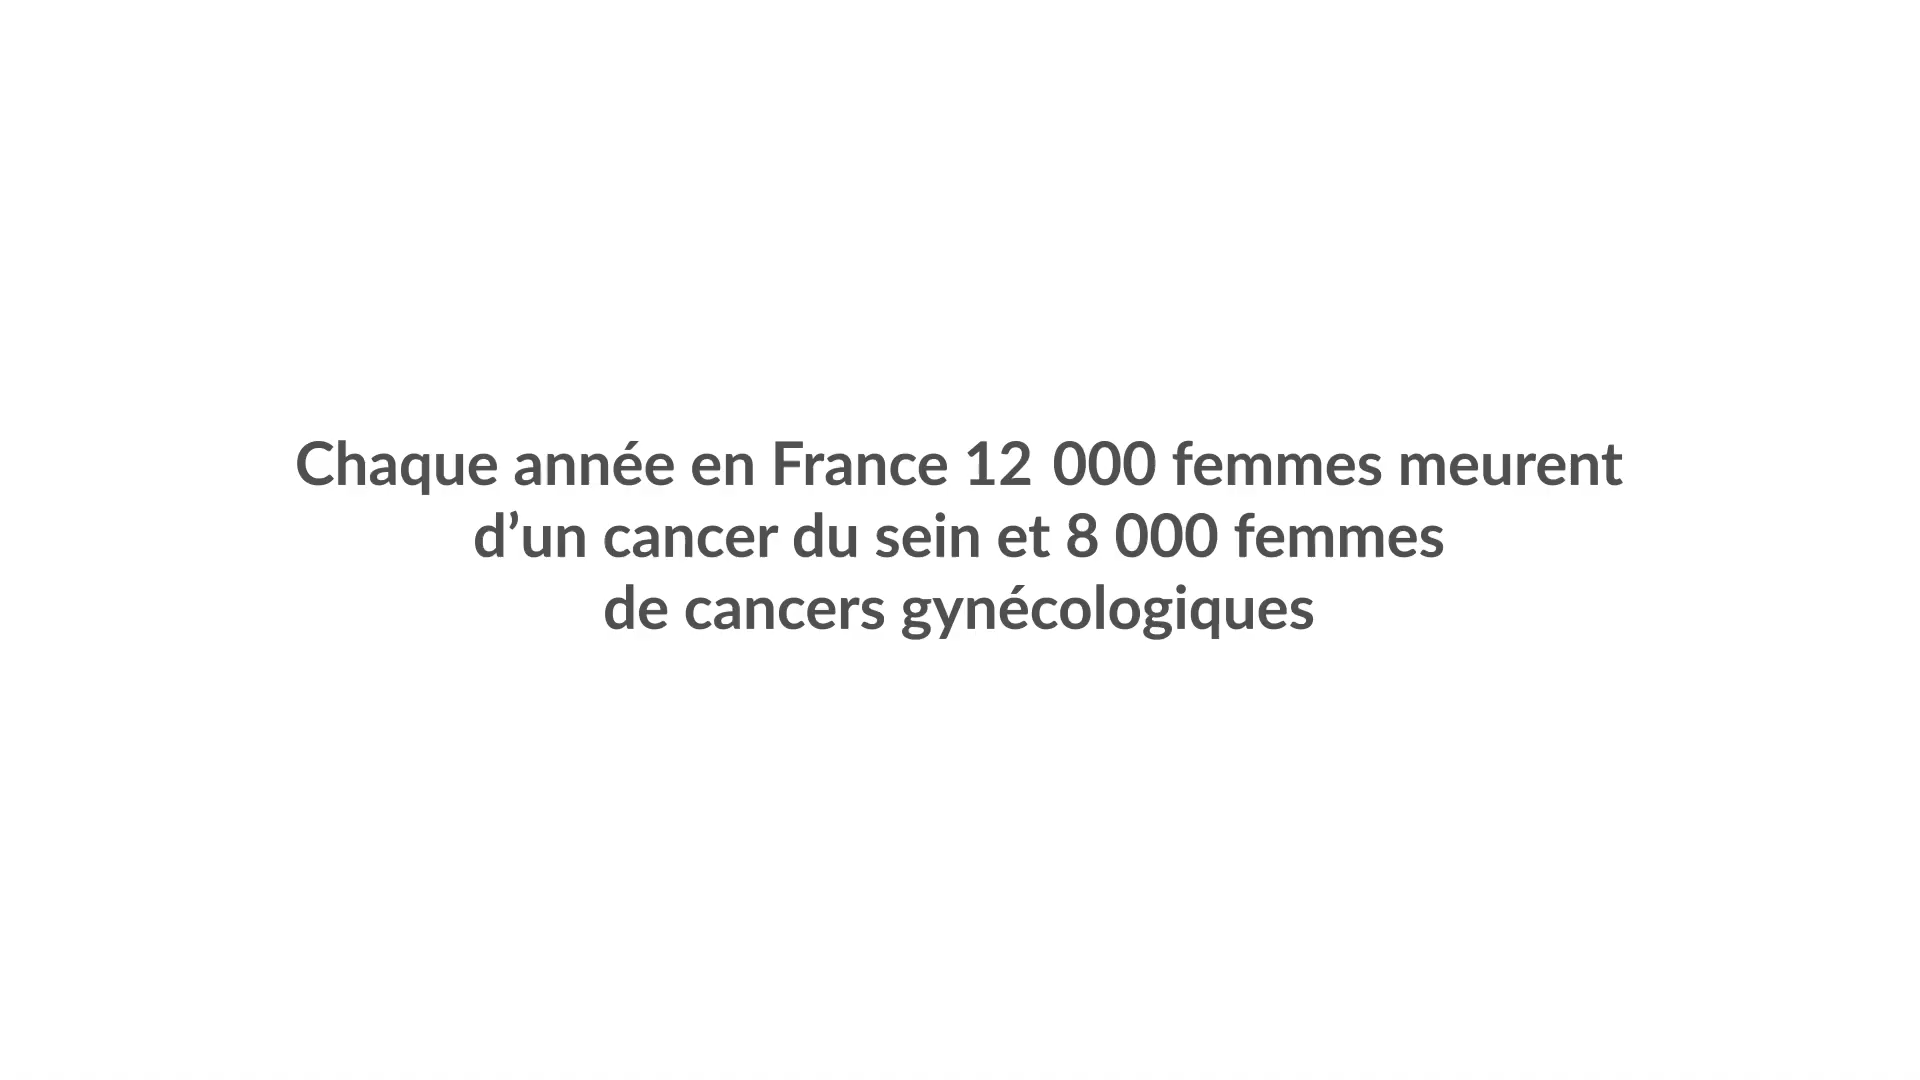 Chaque année en France 12 000 femmes meurent
d’un cancer du sein et 8 000 femmes
de cancers gynécologiques